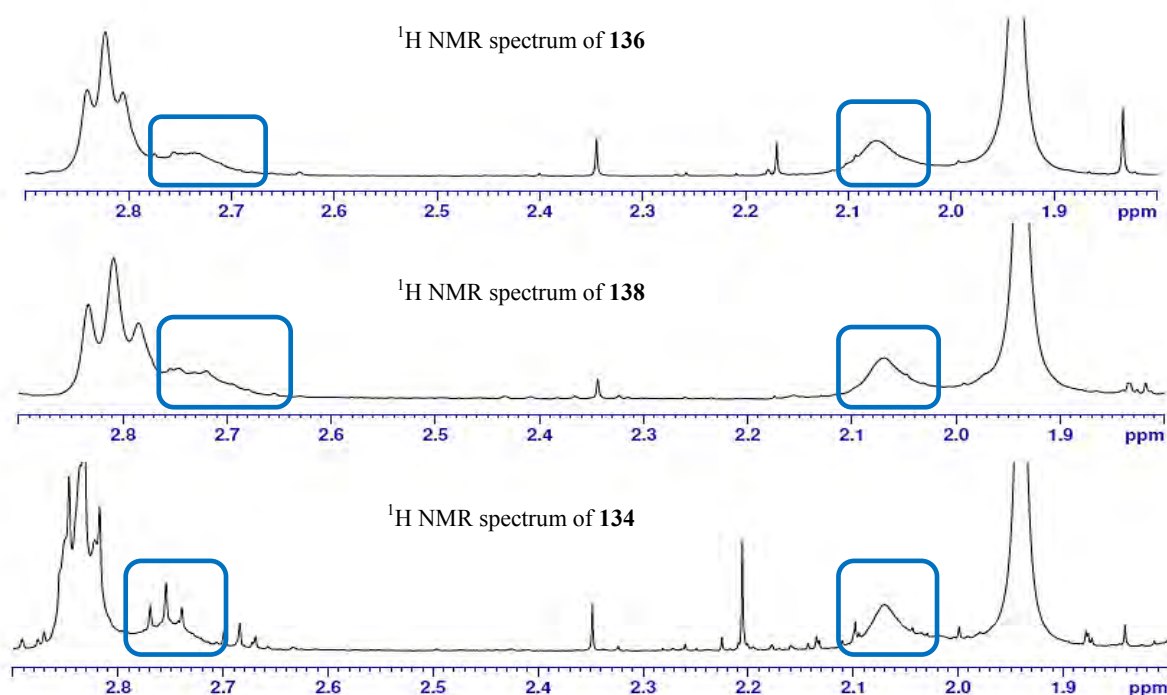 ¹H NMR spectrum of 136
2.8 2.7 2.6 2.5 2.4 2.3 2.2 2.1 2.0 1.9 ppm
¹H NMR spectrum of 138
2.8 2.7 2.6 2.5 2.4 2.3 2.2 2.1 2.0 1.9 ppm
¹H NMR spectrum of 134
2.8 2.7 2.6 2.5 2.4 2.3 2.2 2.1 2.0 1.9 ppm